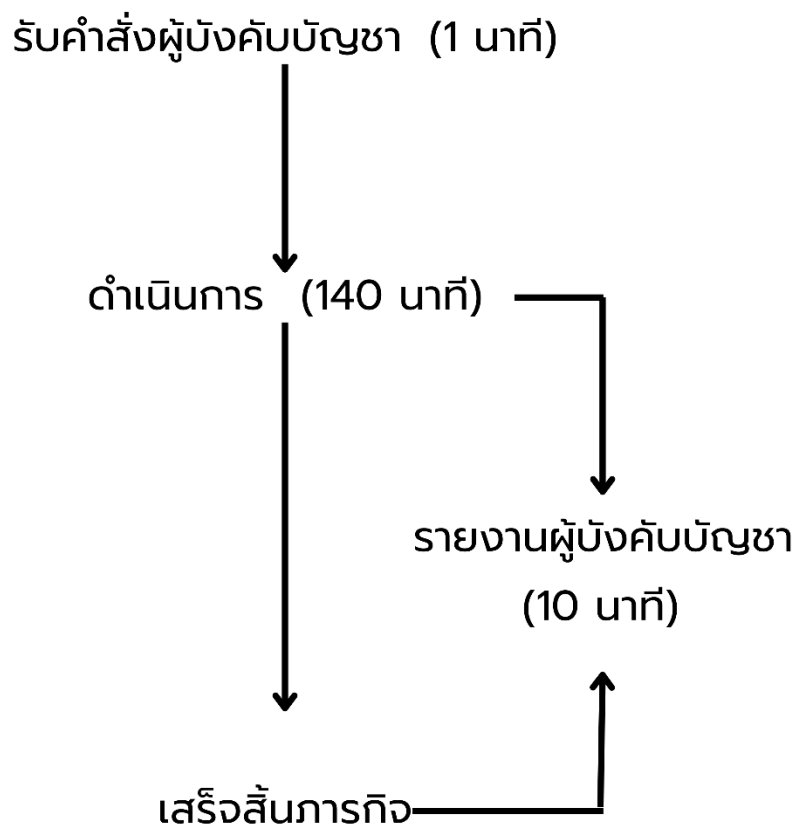 รับคำสั่งผู้บังคับบัญชา (1 นาที)
ดำเนินการ (140 นาที)
รายงานผู้บังคับบัญชา
(10 นาที)
เสร็จสิ้นภารกิจ